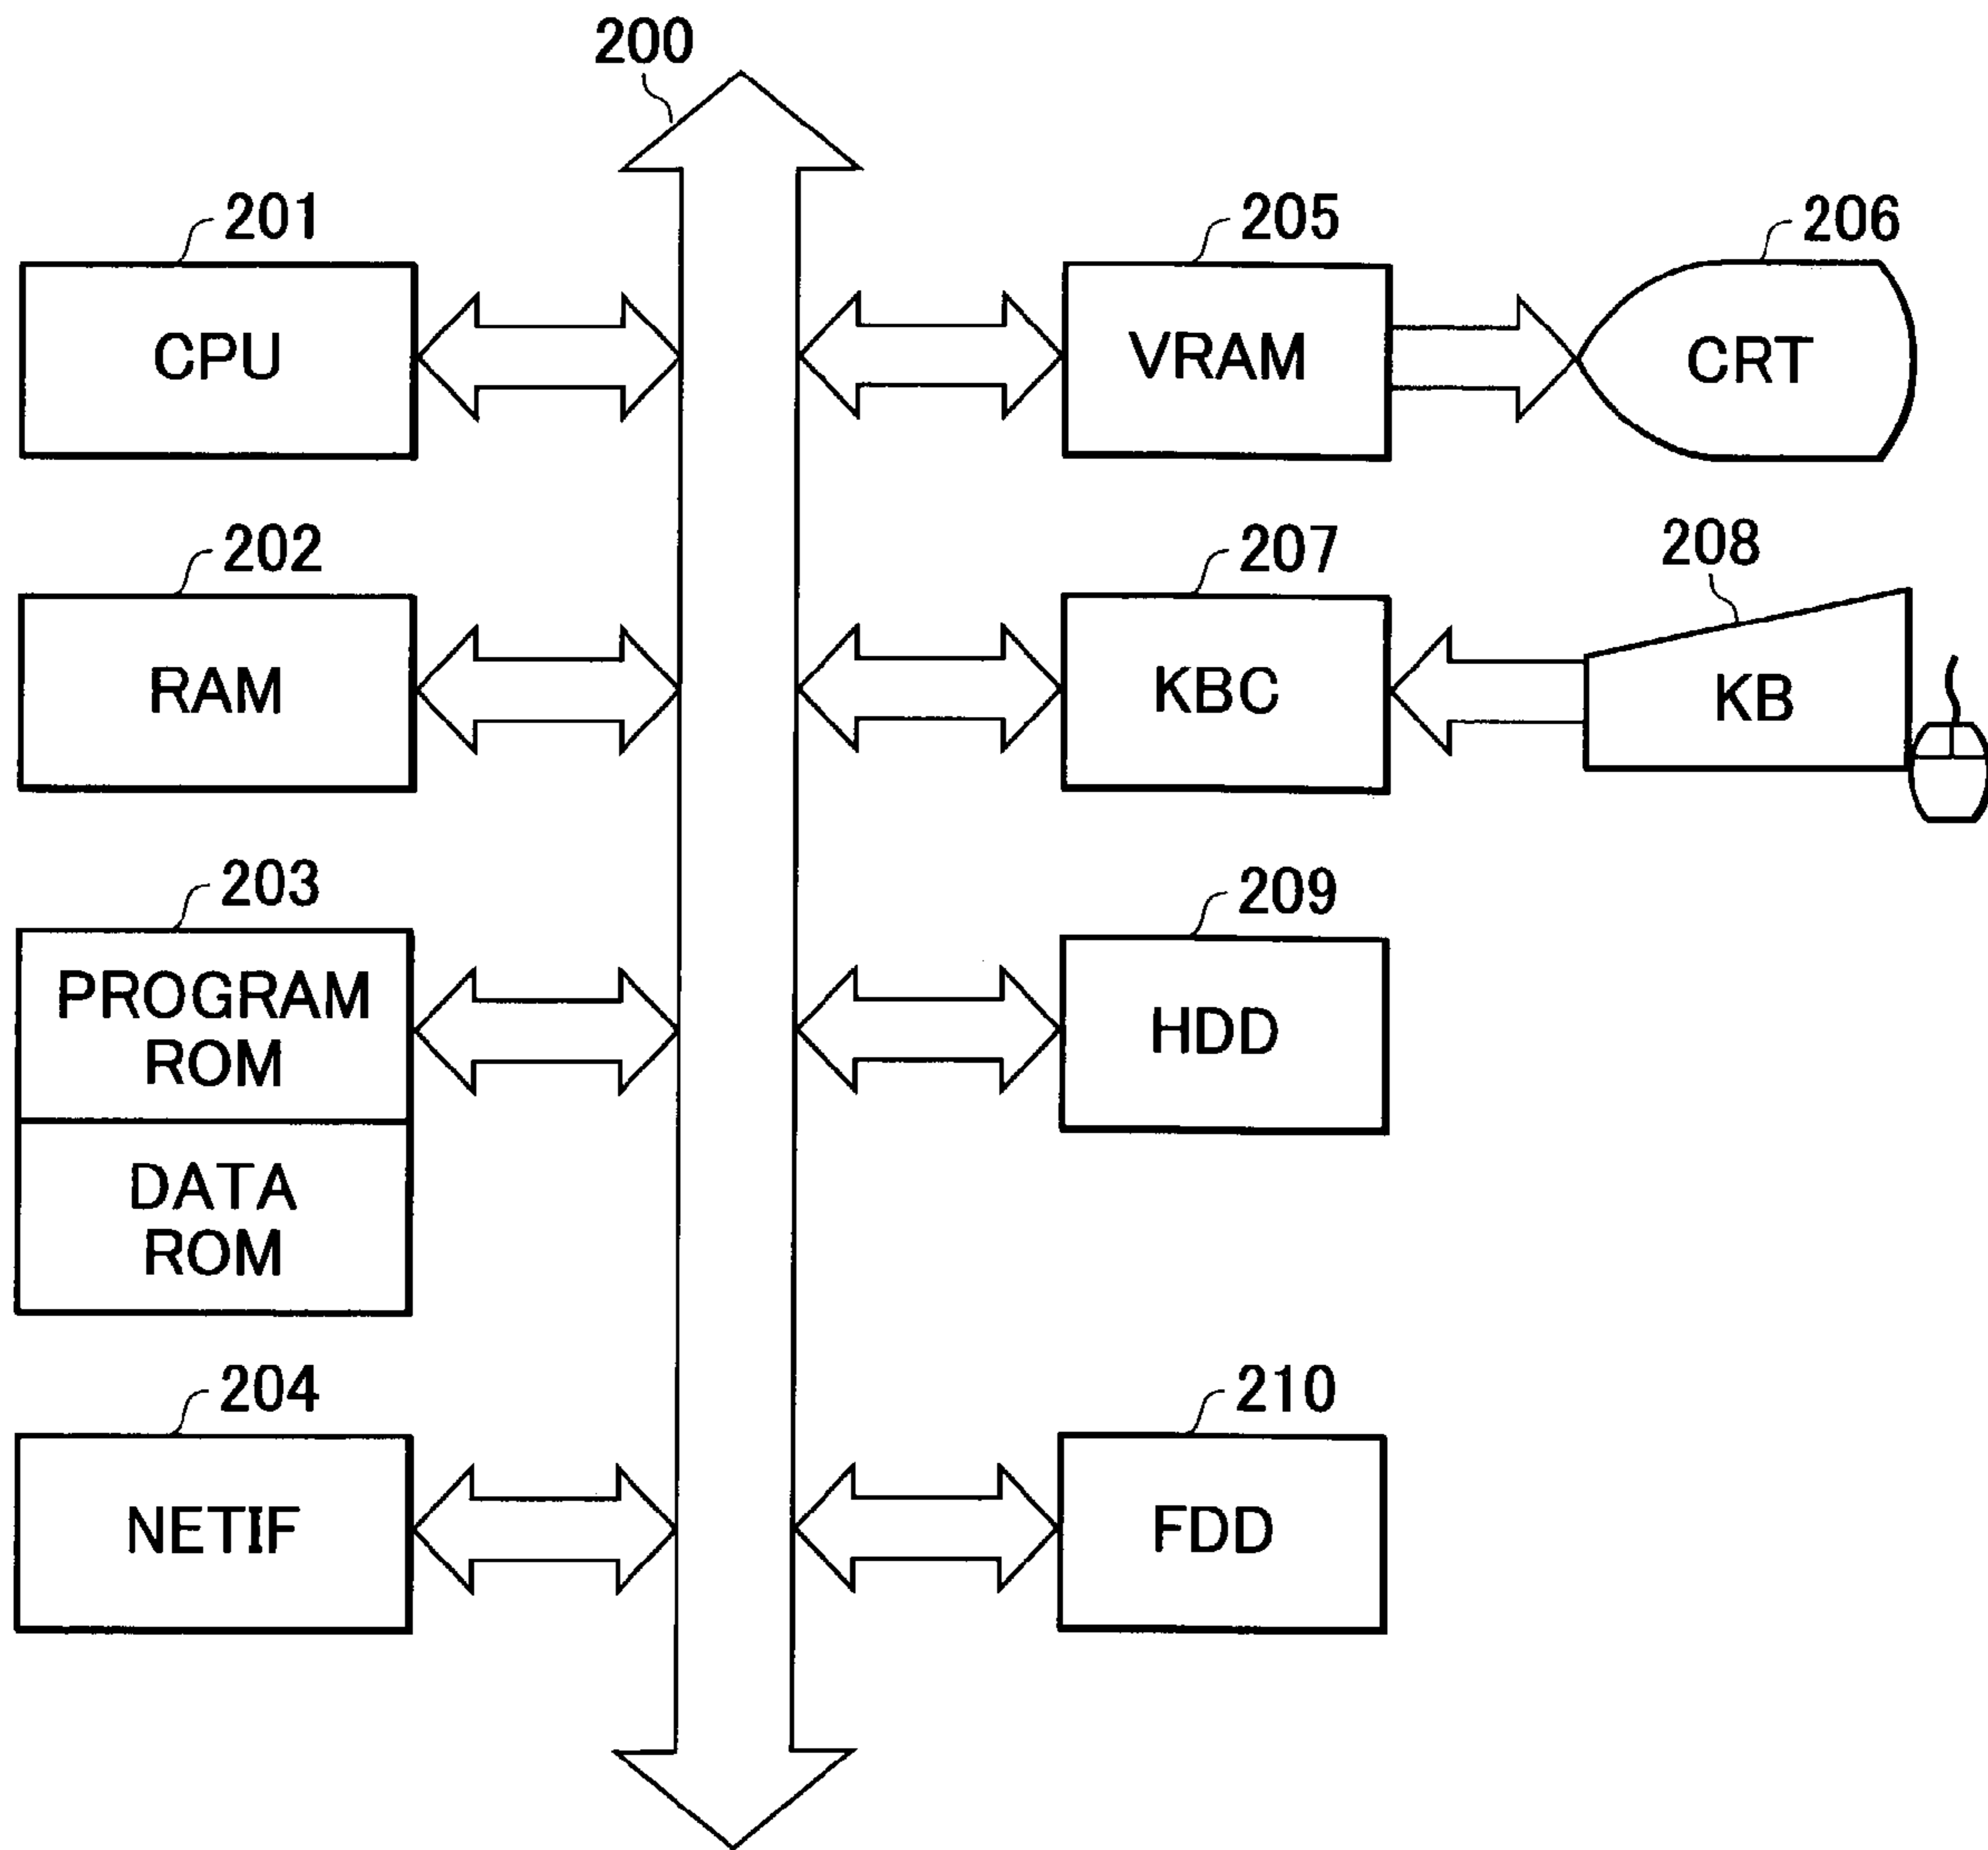 200
201
205
206
CPU
VRAM
CRT
202
207
208
RAM
KBC
KB
203
209
PROGRAM
ROM
HDD
DATA
ROM
204
210
NETIF
FDD